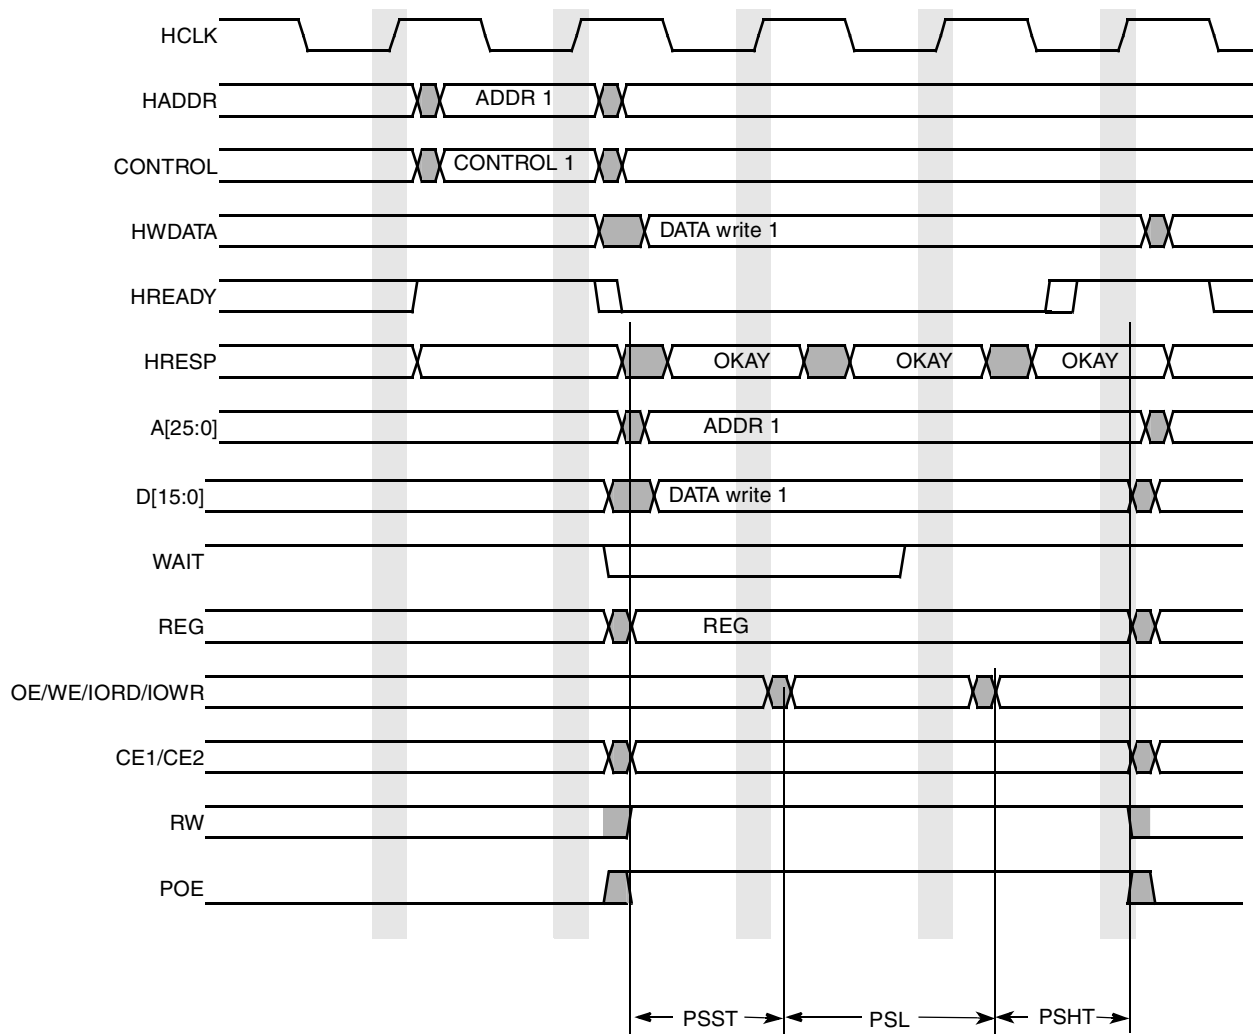 HCLK
HADDR ADDR 1
CONTROL CONTROL 1
HWDATA DATA write 1
HREADY
HRESP OKAY OKAY OKAY
A[25:0] ADDR 1
D[15:0] DATA write 1
WAIT
REG REG
OE/WE/IORD/IOWR
CE1/CE2
RW
POE
PSST PSL PSHT